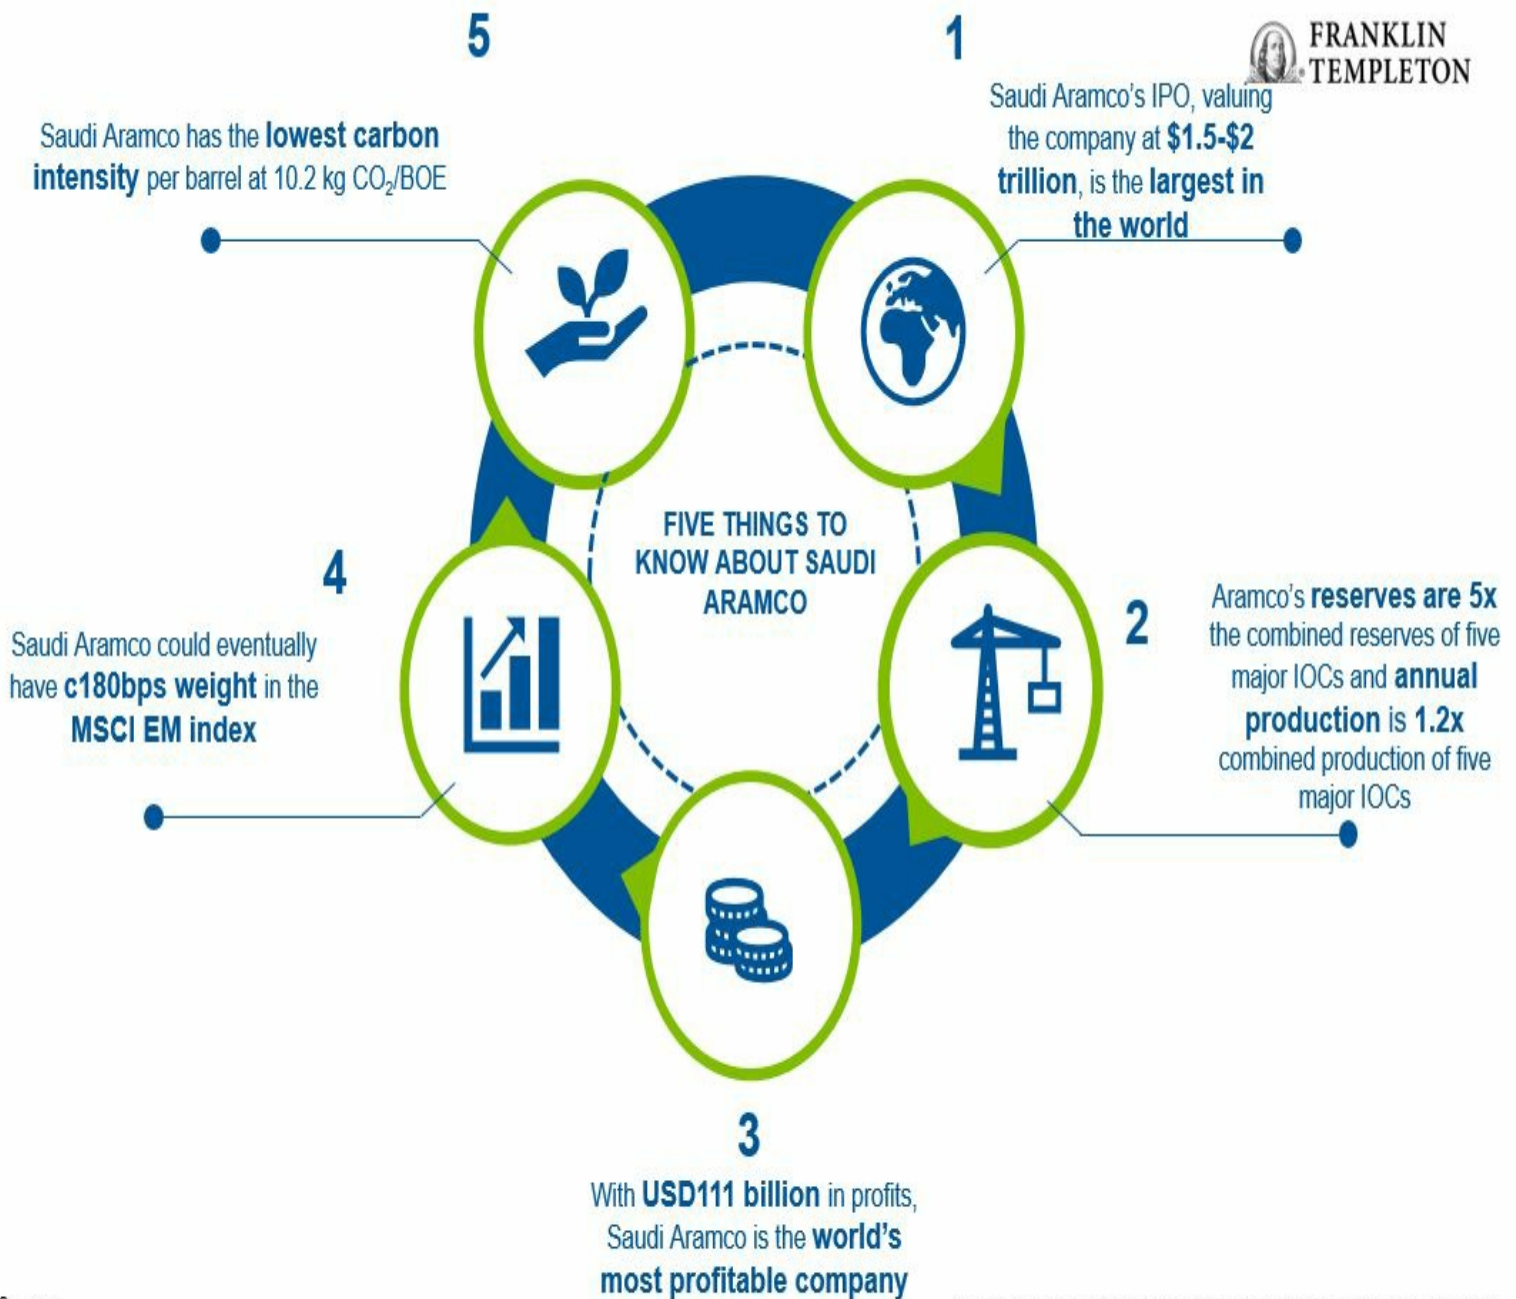 FRANKLIN
TEMPLETON
1
Saudi Aramco's IPO, valuing
the company at $1.5-$2
trillion, is the largest in
the world
2
Aramco's reserves are 5x
the combined reserves of five
major IOCs and annual
production is 1.2x
combined production of five
major IOCs
3
With USD111 billion in profits,
Saudi Aramco is the world's
most profitable company
4
Saudi Aramco could eventually
have c180bps weight in the
MSCI EM index
5
Saudi Aramco has the lowest carbon
intensity per barrel at 10.2 kg CO₂/BOE
FIVE THINGS TO
KNOW ABOUT SAUDI
ARAMCO